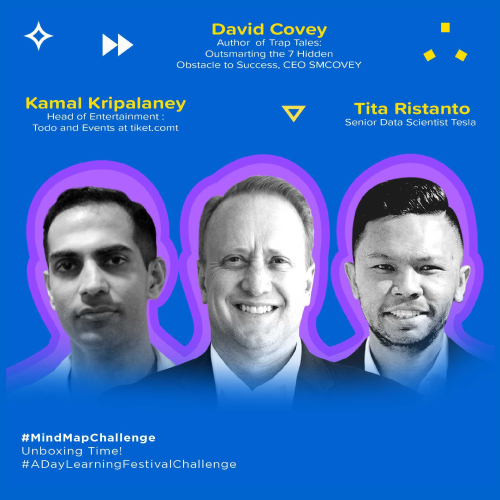 David Covey
Author of Trap Tales:
Outsmarting the 7 Hidden
Obstacle to Success, CEO SMCOVEY
Kamal Kripalaney
Head of Entertainment :
Todo and Events at tiket.comt
Tita Ristanto
Senior Data Scientist Tesla
#MindMapChallenge
Unboxing Time!
#ADayLearningFestivalChallenge